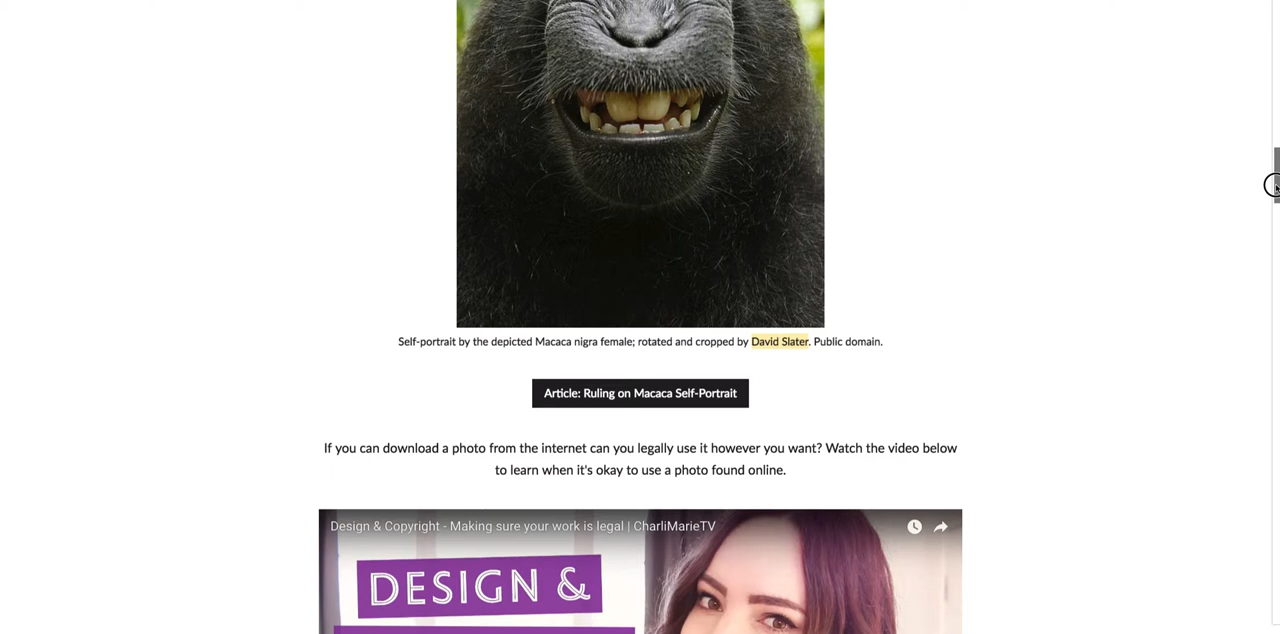 Self-portrait by the depicted Macaca nigra female; rotated and cropped by David Slater. Public domain.
Article: Ruling on Macaca Self-Portrait
If you can download a photo from the internet can you legally use it however you want? Watch the video below
to learn when it's okay to use a photo found online.
Design & Copyright - Making sure your work is legal | CharliMarieTV
DESIGN &